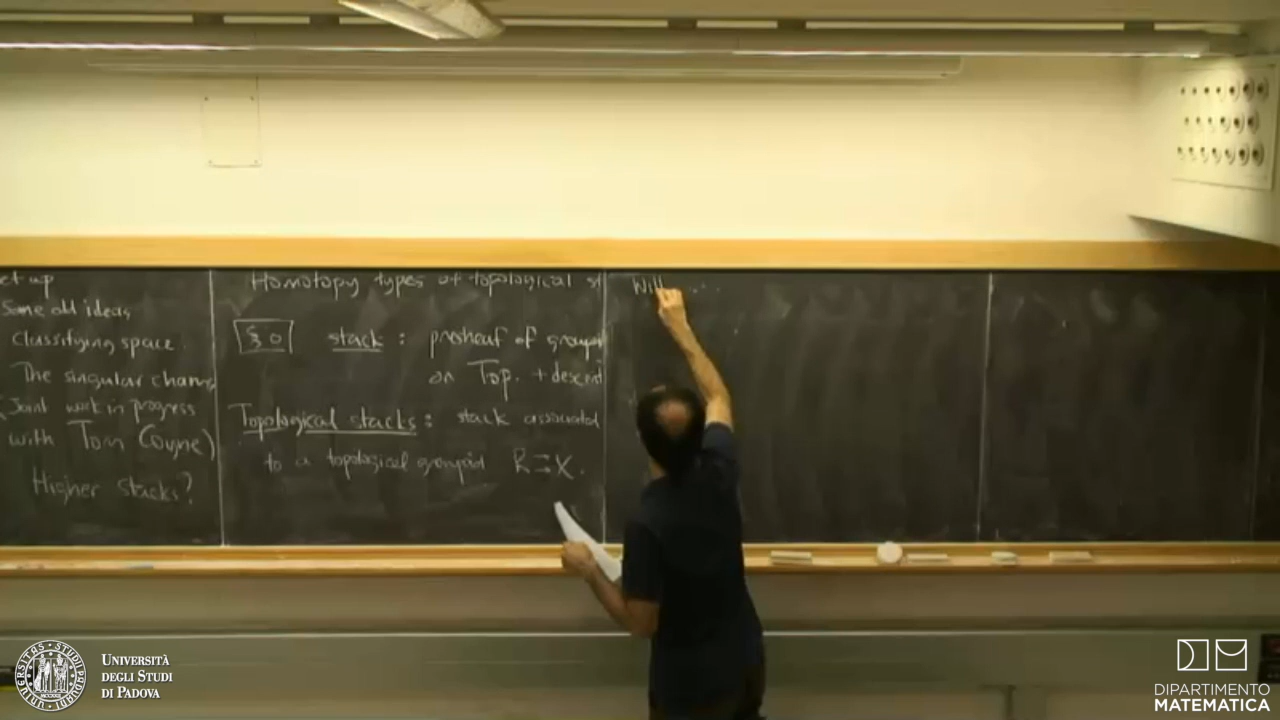 et up
Some old ideas
Classifying space.
The singular chains
(Joint work in progress
with Tom Coyne)
Higher stacks?
Homotopy types of topological st
§ 0
stack : presheaf of groupoi
on Top. + descent
Topological stacks : stack associated
to a topological groupoid R ⇉ X.
Will ...
UNIVERSITÀ
DEGLI STUDI
DI PADOVA
DIPARTIMENTO
MATEMATICA